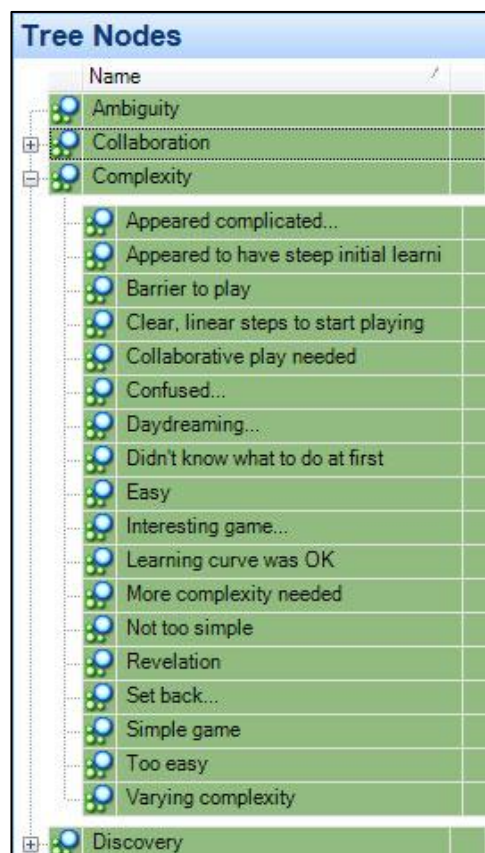 Tree Nodes
Name
Ambiguity
Collaboration
Complexity
Appeared complicated...
Appeared to have steep initial learni
Barrier to play
Clear, linear steps to start playing
Collaborative play needed
Confused...
Daydreaming...
Didn't know what to do at first
Easy
Interesting game...
Learning curve was OK
More complexity needed
Not too simple
Revelation
Set back...
Simple game
Too easy
Varying complexity
Discovery